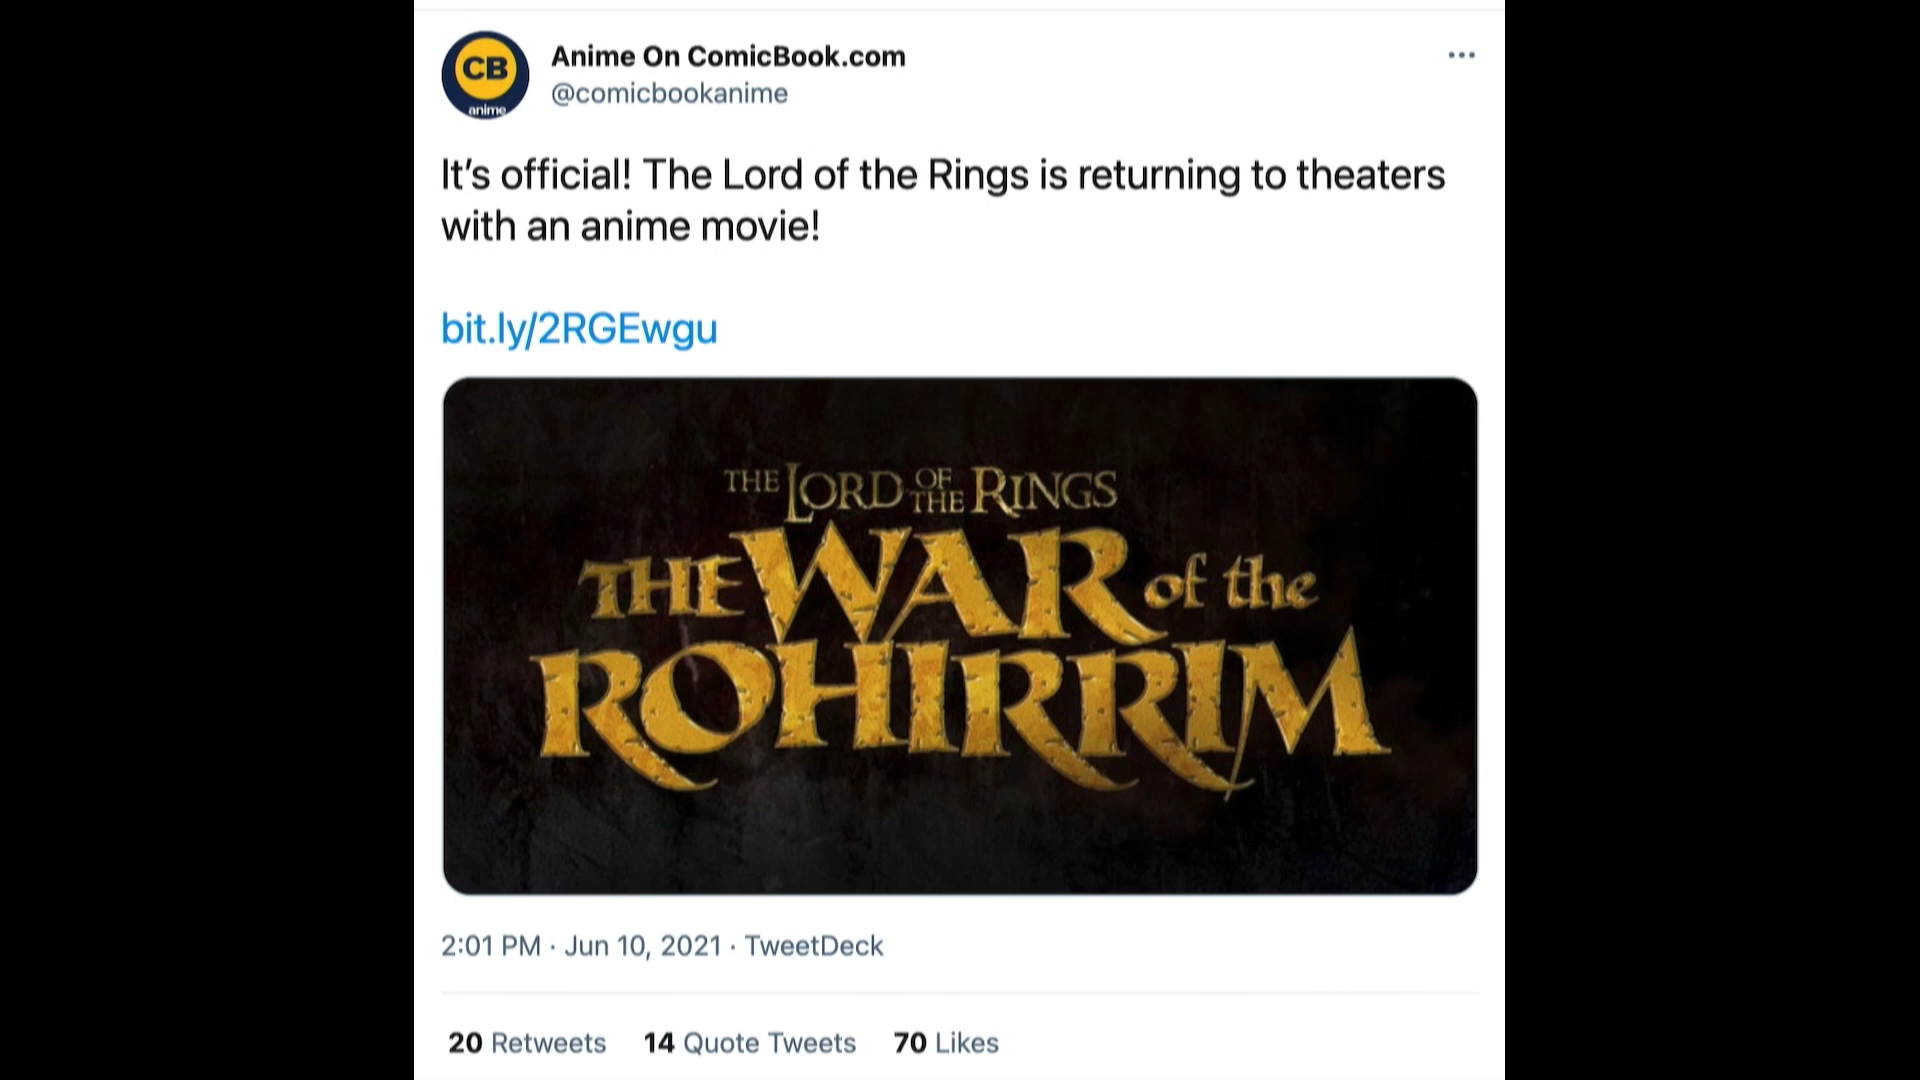 CB
anime
Anime On ComicBook.com
@comicbookanime
It's official! The Lord of the Rings is returning to theaters
with an anime movie!
bit.ly/2RGEwgu
THE LORD OF THE RINGS
THE WAR of the
ROHIRRIM
2:01 PM · Jun 10, 2021 · TweetDeck
20 Retweets 14 Quote Tweets 70 Likes